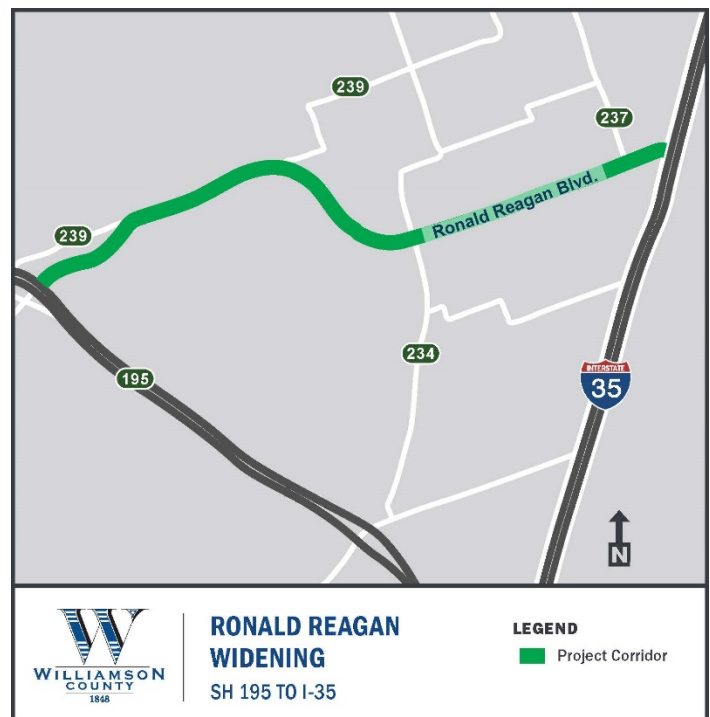 239
237
Ronald Reagan Blvd.
239
234
195
INTERSTATE
35
N
W
WILLIAMSON
COUNTY
1848
RONALD REAGAN
WIDENING
SH 195 TO I-35
LEGEND
Project Corridor